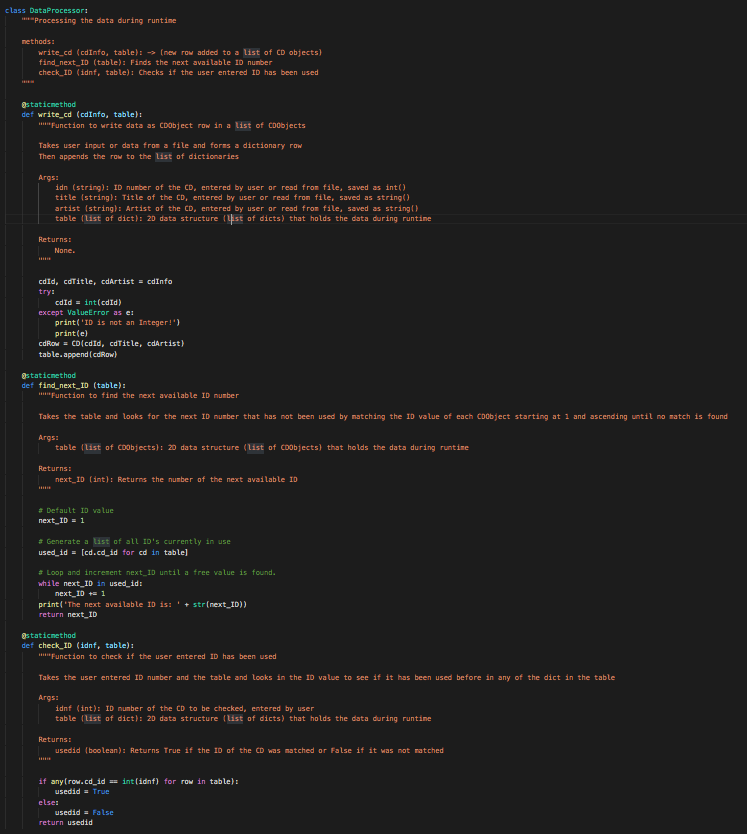 class DataProcessor:
"""Processing the data during runtime
methods:
write_cd (cdInfo, table): -> (new row added to a list of CD objects)
find_next_ID (table): Finds the next available ID number
check_ID (idnf, table): Checks if the user entered ID has been used
"""
@staticmethod
def write_cd (cdInfo, table):
"""Function to write data as CDObject row in a list of CDObjects
Takes user input or data from a file and forms a dictionary row
Then appends the row to the list of dictionaries
Args:
idn (string): ID number of the CD, entered by user or read from file, saved as int()
title (string): Title of the CD, entered by user or read from file, saved as string()
artist (string): Artist of the CD, entered by user or read from file, saved as string()
table (list of dict): 2D data structure (list of dicts) that holds the data during runtime
Returns:
None.
"""
cdId, cdTitle, cdArtist = cdInfo
try:
cdId = int(cdId)
except ValueError as e:
print('ID is not an Integer!')
print(e)
cdRow = CD(cdId, cdTitle, cdArtist)
table.append(cdRow)
@staticmethod
def find_next_ID (table):
"""Function to find the next available ID number
Takes the table and looks for the next ID number that has not been used by matching the ID value of each CDObject starting at 1 and ascending until no match is found
Args:
table (list of CDObjects): 2D data structure (list of CDObjects) that holds the data during runtime
Returns:
next_ID (int): Returns the number of the next available ID
"""
# Default ID value
next_ID = 1
# Generate a list of all ID's currently in use
used_id = [cd.cd_id for cd in table]
# Loop and increment next_ID until a free value is found.
while next_ID in used_id:
next_ID += 1
print('The next available ID is: ' + str(next_ID))
return next_ID
@staticmethod
def check_ID (idnf, table):
"""Function to check if the user entered ID has been used
Takes the user entered ID number and the table and looks in the ID value to see if it has been used before in any of the dict in the table
Args:
idnf (int): ID number of the CD to be checked, entered by user
table (list of dict): 2D data structure (list of dicts) that holds the data during runtime
Returns:
usedid (boolean): Returns True if the ID of the CD was matched or False if it was not matched
"""
if any(row.cd_id == int(idnf) for row in table):
usedid = True
else:
usedid = False
return usedid